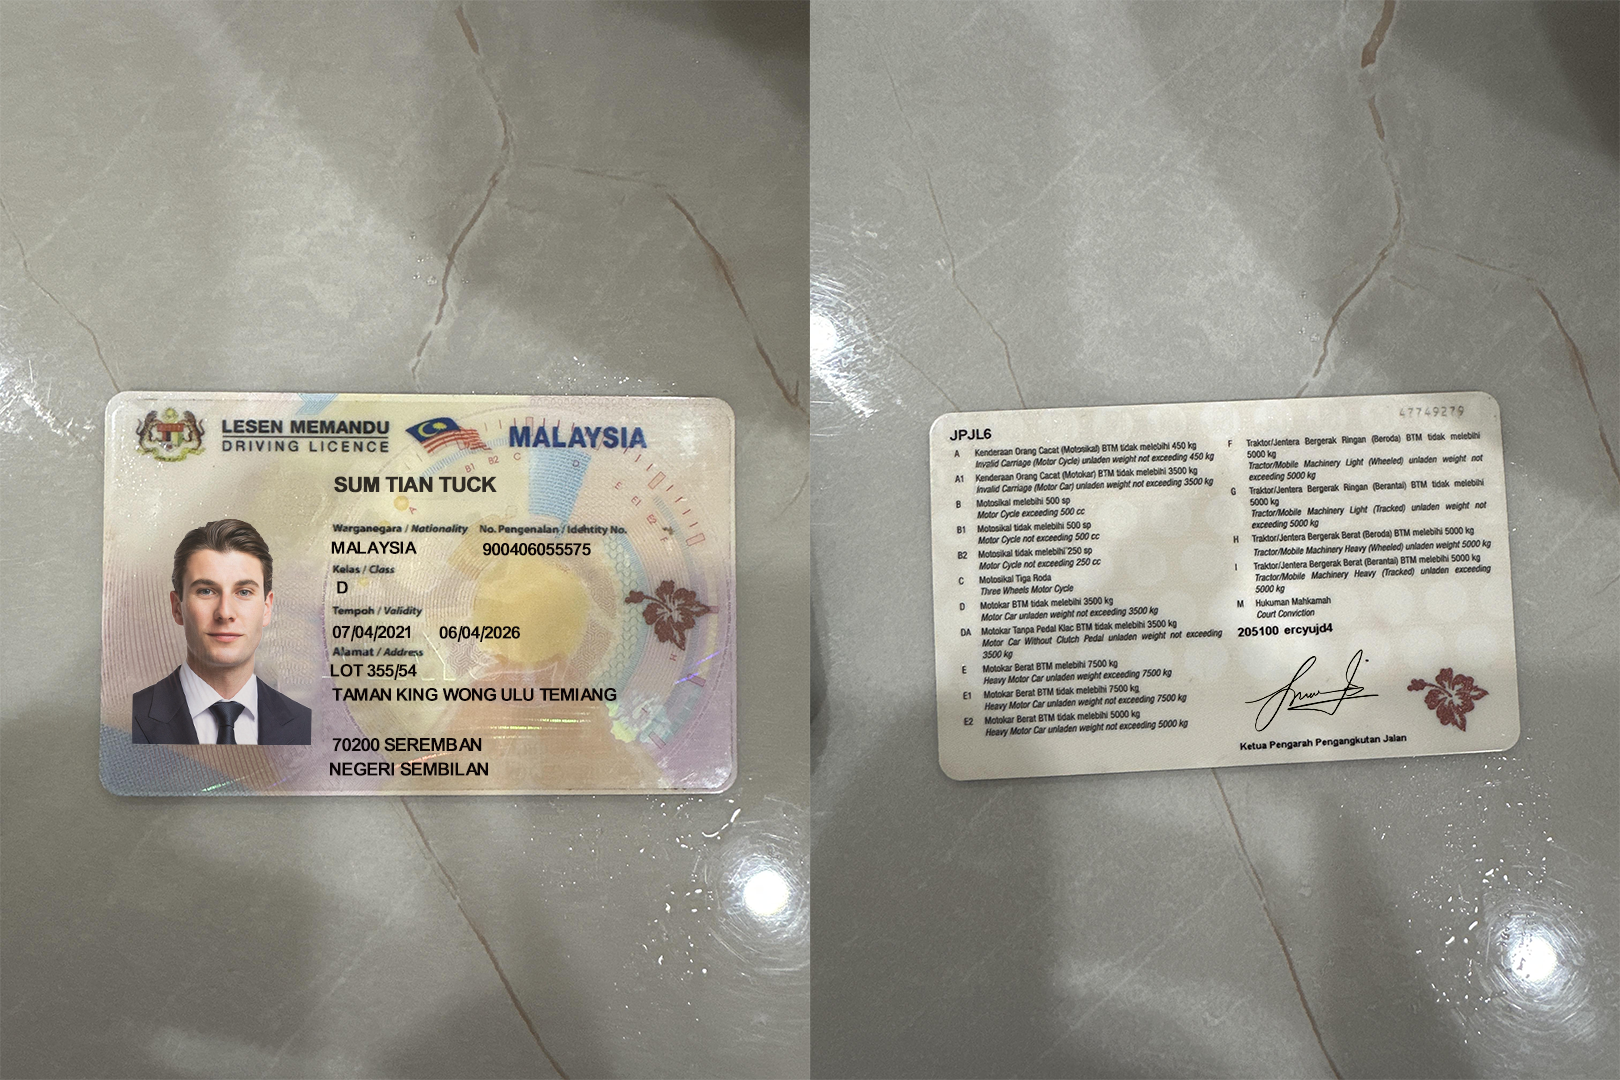 LESEN MEMANDU
DRIVING LICENCE
MALAYSIA
B1 B2 C D
A E E1 E2 F
H
SUM TIAN TUCK
Warganegara / Nationality No. Pengenalan / Identity No.
MALAYSIA 900406055575
Kelas / Class
D
Tempoh / Validity
07/04/2021 06/04/2026
Alamat / Address
LOT 355/54
TAMAN KING WONG ULU TEMIANG
70200 SEREMBAN
NEGERI SEMBILAN
47749279
JPJL6
A Kenderaan Orang Cacat (Motosikal) BTM tidak melebihi 450 kg
Invalid Carriage (Motor Cycle) unladen weight not exceeding 450 kg
A1 Kenderaan Orang Cacat (Motokar) BTM tidak melebihi 3500 kg
Invalid Carriage (Motor Car) unladen weight not exceeding 3500 kg
B Motosikal melebihi 500 sp
Motor Cycle exceeding 500 cc
B1 Motosikal tidak melebihi 500 sp
Motor Cycle not exceeding 500 cc
B2 Motosikal tidak melebihi 250 sp
Motor Cycle not exceeding 250 cc
C Motosikal Tiga Roda
Three Wheels Motor Cycle
D Motokar BTM tidak melebihi 3500 kg
Motor Car unladen weight not exceeding 3500 kg
DA Motokar Tanpa Pedal Klac BTM tidak melebihi 3500 kg
Motor Car Without Clutch Pedal unladen weight not exceeding
3500 kg
E Motokar Berat BTM melebihi 7500 kg
Heavy Motor Car unladen weight exceeding 7500 kg
E1 Motokar Berat BTM tidak melebihi 7500 kg
Heavy Motor Car unladen weight not exceeding 7500 kg
E2 Motokar Berat BTM tidak melebihi 5000 kg
Heavy Motor Car unladen weight not exceeding 5000 kg
F Traktor/Jentera Bergerak Ringan (Beroda) BTM tidak melebihi
5000 kg
Tractor/Mobile Machinery Light (Wheeled) unladen weight not
exceeding 5000 kg
G Traktor/Jentera Bergerak Ringan (Berantai) BTM tidak melebihi
5000 kg
Tractor/Mobile Machinery Light (Tracked) unladen weight not
exceeding 5000 kg
H Traktor/Jentera Bergerak Berat (Beroda) BTM tidak melebihi 5000 kg
Tractor/Mobile Machinery Heavy (Wheeled) unladen weight 5000 kg
I Traktor/Jentera Bergerak Berat (Berantai) BTM tidak melebihi 5000 kg
Tractor/Mobile Machinery Heavy (Tracked) unladen exceeding
5000 kg
M Hukuman Mahkamah
Court Conviction
205100 ercyujd4
Ketua Pengarah Pengangkutan Jalan